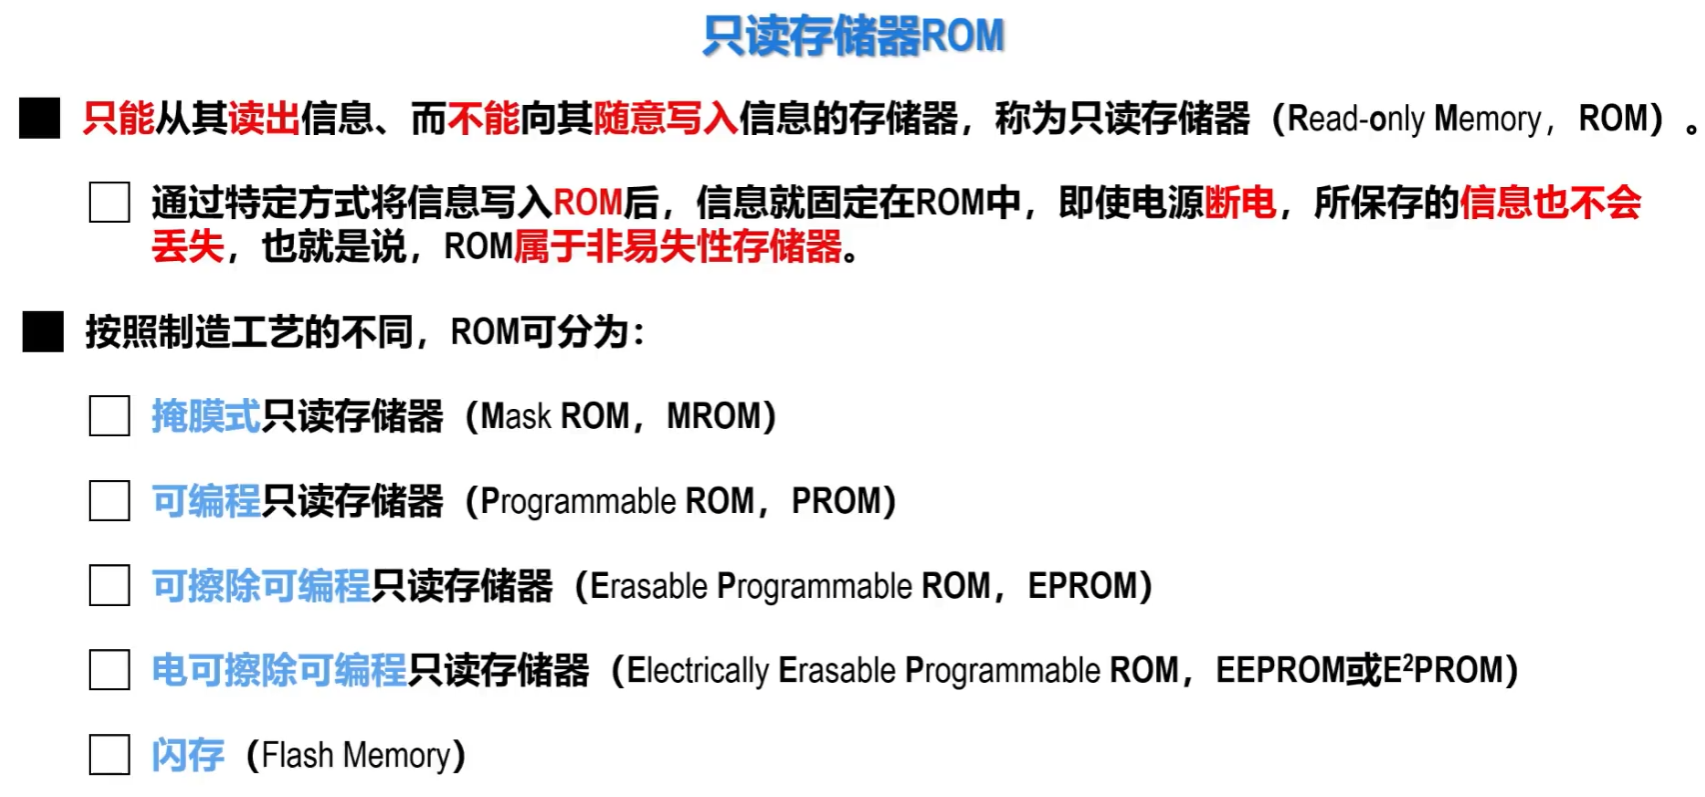 只读存储器ROM
只能从其读出信息、而不能向其随意写入信息的存储器，称为只读存储器（Read-only Memory，ROM）。
通过特定方式将信息写入ROM后，信息就固定在ROM中，即使电源断电，所保存的信息也不会
丢失，也就是说，ROM属于非易失性存储器。
按照制造工艺的不同，ROM可分为：
掩膜式只读存储器（Mask ROM，MROM）
可编程只读存储器（Programmable ROM，PROM）
可擦除可编程只读存储器（Erasable Programmable ROM，EPROM）
电可擦除可编程只读存储器（Electrically Erasable Programmable ROM，EEPROM或E²PROM）
闪存（Flash Memory）